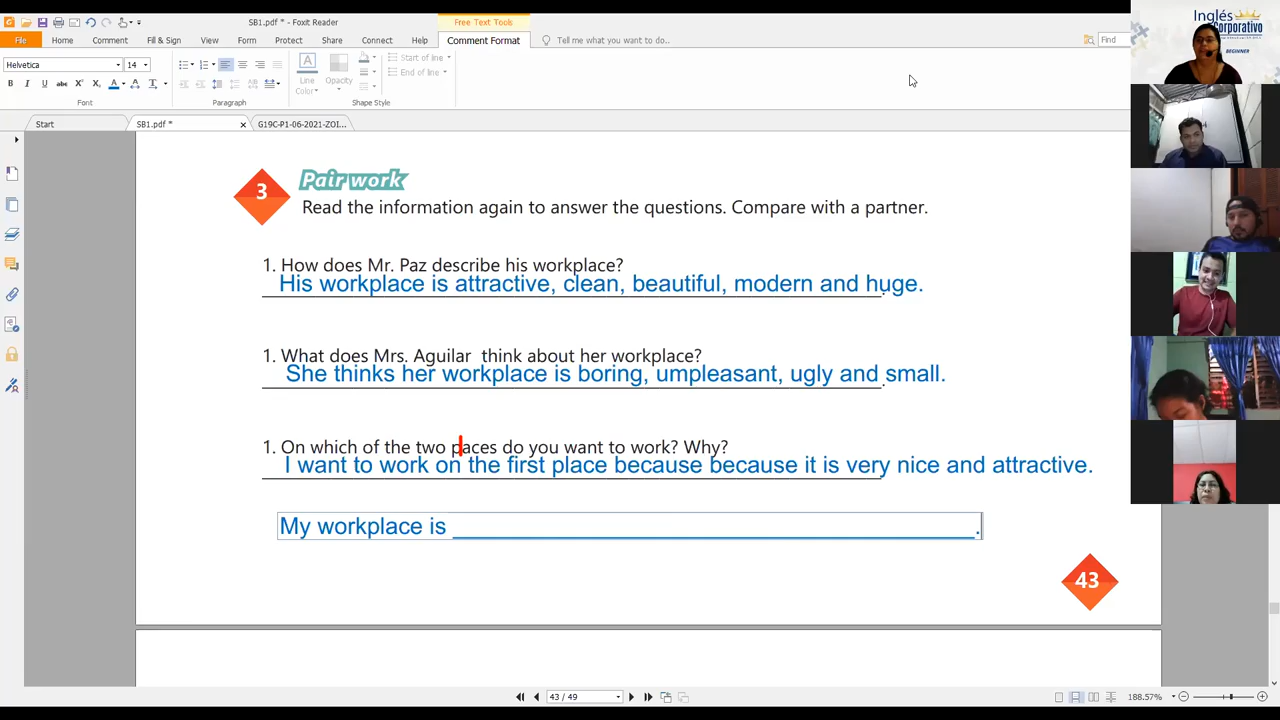 SB1.pdf * - Foxit Reader
Free Text Tools
File Home Comment Fill & Sign View Form Protect Share Connect Help Comment Format Tell me what you want to do.. Find
Helvetica 14
Line Color Opacity Start of line End of line
Font Paragraph Shape Style
Start SB1.pdf * G19C-P1-06-2021-ZOI...
Inglés
Corporativo
BEGINNER
3 Pair work
Read the information again to answer the questions. Compare with a partner.
1. How does Mr. Paz describe his workplace?
His workplace is attractive, clean, beautiful, modern and huge.
1. What does Mrs. Aguilar think about her workplace?
She thinks her workplace is boring, umpleasant, ugly and small.
1. On which of the two paces do you want to work? Why?
I want to work on the first place because because it is very nice and attractive.
My workplace is ______________________________________.
43
43 / 49 188.57%